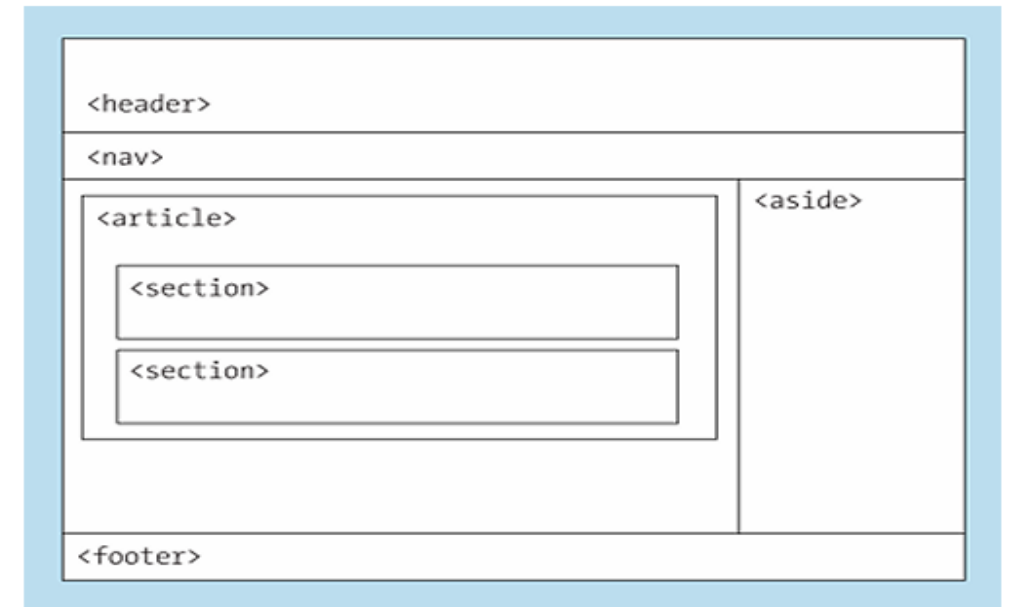 <header>
<nav>
<article>
<aside>
<section>
<section>
<footer>